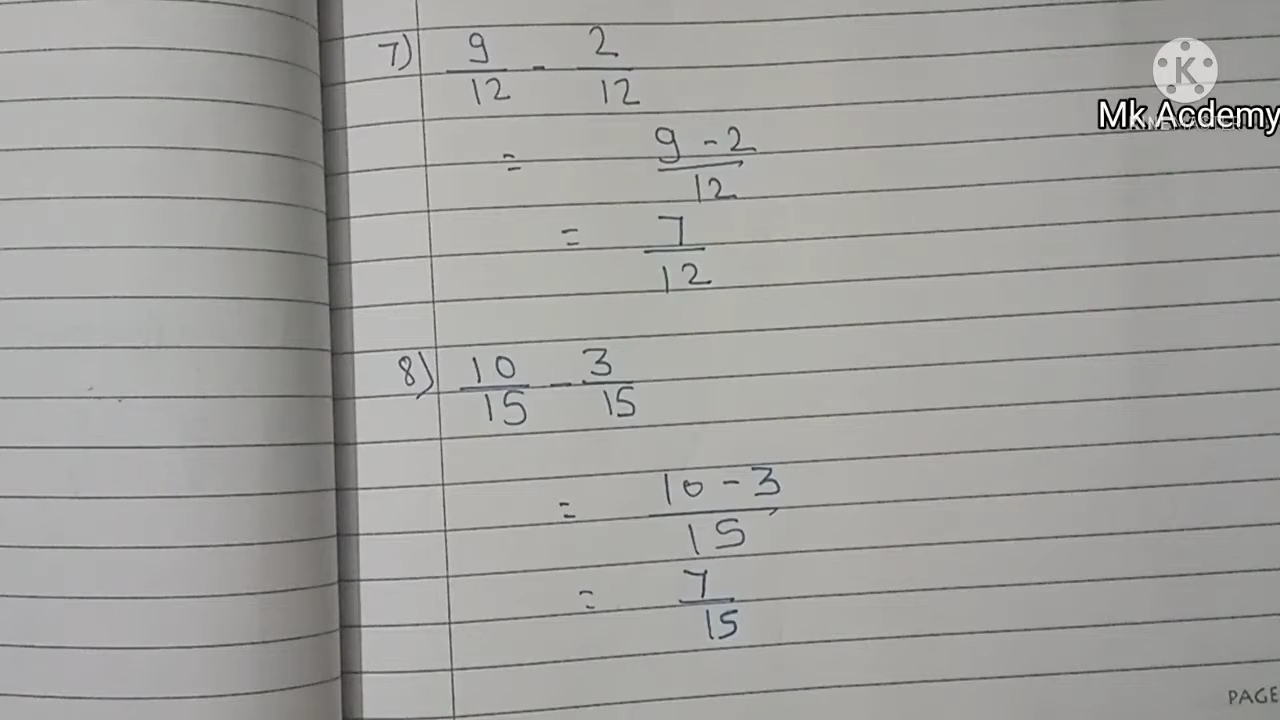 7) 9/12 - 2/12
= 9 - 2/12
= 7/12
8) 10/15 - 3/15
= 10 - 3/15
= 7/15
K
Mk Acdemy
PAGE